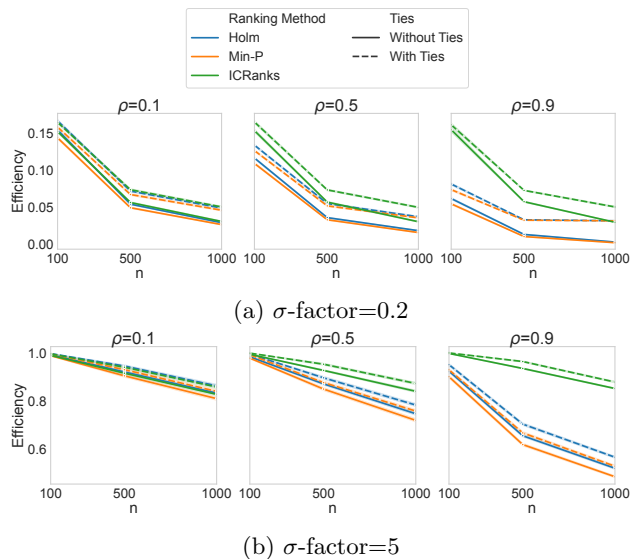 Ranking Method Ties
Holm Without Ties
Min-P With Ties
ICRanks
ρ=0.1 ρ=0.5 ρ=0.9
Efficiency
0.15
0.10
0.05
0.00
100 500 1000 100 500 1000 100 500 1000
n n n
(a) σ-factor=0.2
ρ=0.1 ρ=0.5 ρ=0.9
Efficiency
1.0
0.8
0.6
100 500 1000 100 500 1000 100 500 1000
n n n
(b) σ-factor=5